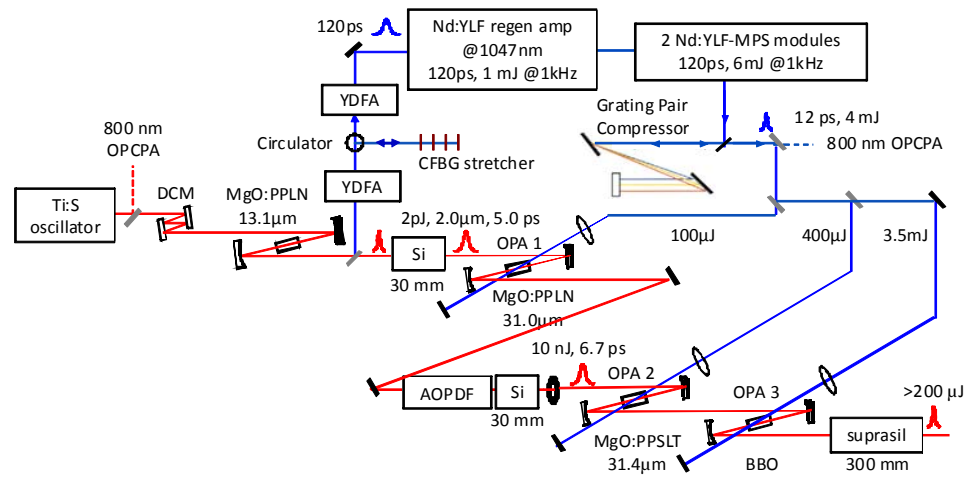 120ps
Nd:YLF regen amp
@1047nm
120ps, 1 mJ @1kHz
2 Nd:YLF-MPS modules
120ps, 6mJ @1kHz
YDFA
Grating Pair
Compressor
12 ps, 4 mJ
800 nm OPCPA
800 nm
OPCPA
Circulator
CFBG stretcher
YDFA
DCM
MgO:PPLN
13.1µm
Ti:S
oscillator
2pJ, 2.0µm, 5.0 ps
Si
30 mm
OPA 1
100µJ
400µJ
3.5mJ
MgO:PPLN
31.0µm
10 nJ, 6.7 ps
OPA 2
AOPDF
Si
30 mm
OPA 3
>200 µJ
MgO:PPSLT
31.4µm
BBO
suprasil
300 mm